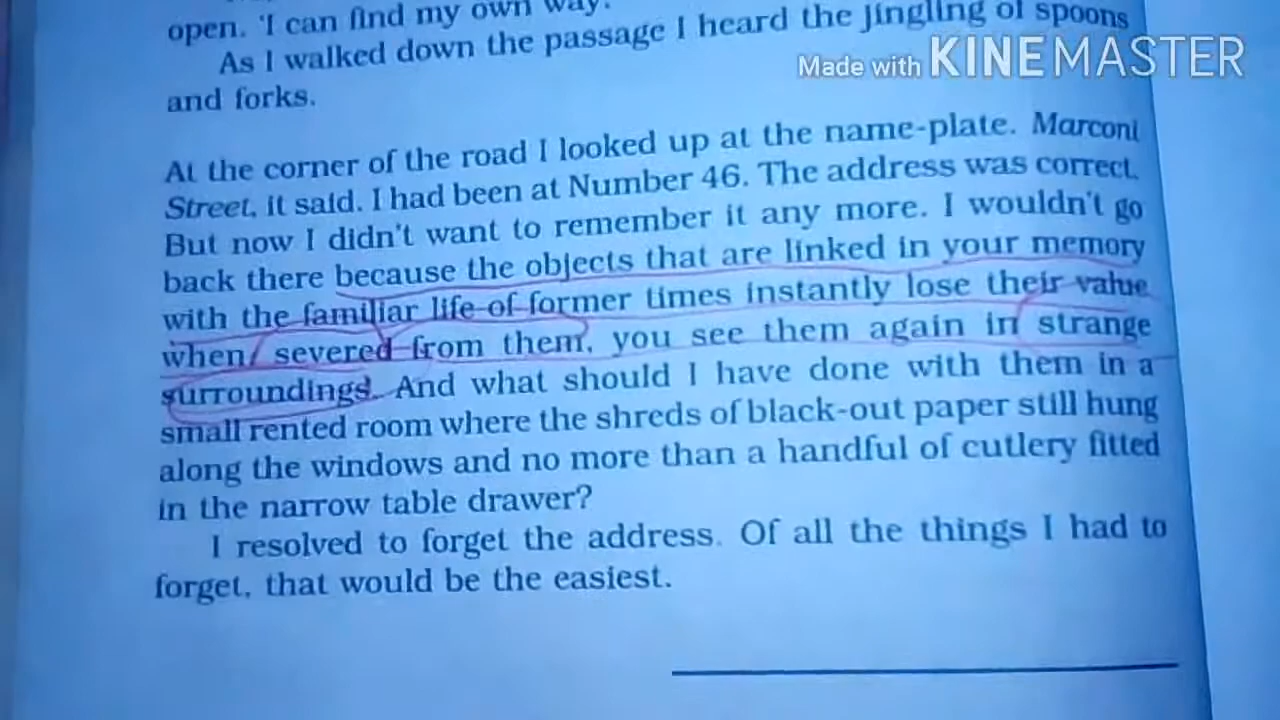 open. 'I can find my own way.'
As I walked down the passage I heard the jingling of spoons
Made with KINEMASTER
and forks.
At the corner of the road I looked up at the name-plate. Marconi
Street, it said. I had been at Number 46. The address was correct.
But now I didn't want to remember it any more. I wouldn't go
back there because the objects that are linked in your memory
with the familiar life of former times instantly lose their value
when, severed from them, you see them again in strange
surroundings. And what should I have done with them in a
small rented room where the shreds of black-out paper still hung
along the windows and no more than a handful of cutlery fitted
in the narrow table drawer?
I resolved to forget the address. Of all the things I had to
forget, that would be the easiest.